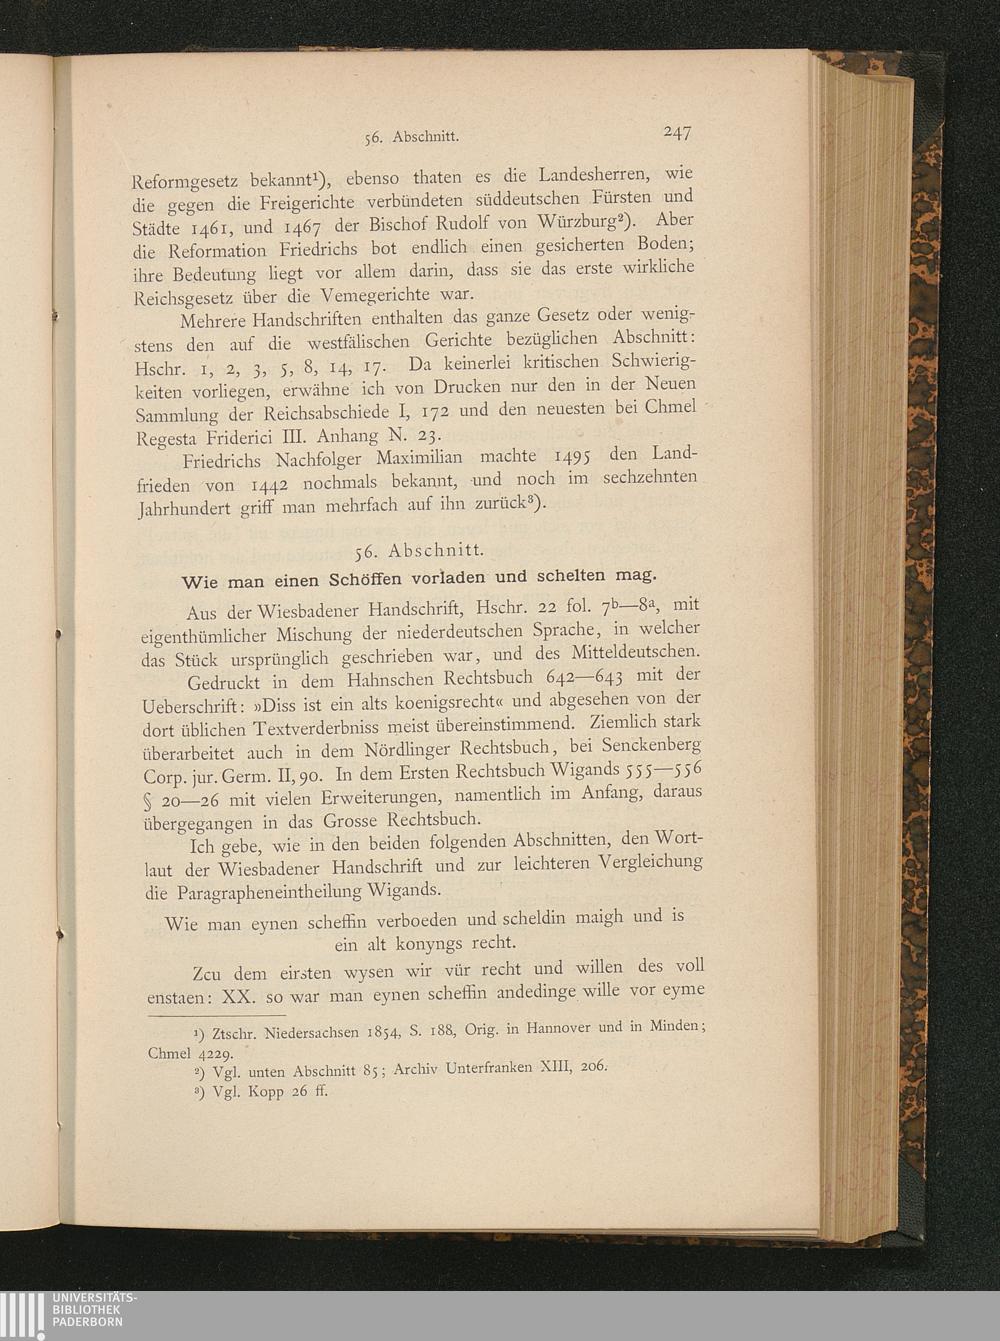 56. Abschnitt. 247
Reformgesetz bekannt¹), ebenso thaten es die Landesherren, wie
die gegen die Freigerichte verbündeten süddeutschen Fürsten und
Städte 1461, und 1467 der Bischof Rudolf von Würzburg²). Aber
die Reformation Friedrichs bot endlich einen gesicherten Boden;
ihre Bedeutung liegt vor allem darin, dass sie das erste wirkliche
Reichsgesetz über die Vemegerichte war.
Mehrere Handschriften enthalten das ganze Gesetz oder wenig-
stens den auf die westfälischen Gerichte bezüglichen Abschnitt:
Hschr. 1, 2, 3, 5, 8, 14, 17. Da keinerlei kritischen Schwierig-
keiten vorliegen, erwähne ich von Drucken nur den in der Neuen
Sammlung der Reichsabschiede I, 172 und den neuesten bei Chmel
Regesta Friderici III. Anhang N. 23.
Friedrichs Nachfolger Maximilian machte 1495 den Land-
frieden von 1442 nochmals bekannt, und noch im sechzehnten
Jahrhundert griff man mehrfach auf ihn zurück³).
56. Abschnitt.
Wie man einen Schöffen vorladen und schelten mag.
Aus der Wiesbadener Handschrift, Hschr. 22 fol. 7ᵇ—8ᵃ, mit
eigenthümlicher Mischung der niederdeutschen Sprache, in welcher
das Stück ursprünglich geschrieben war, und des Mitteldeutschen.
Gedruckt in dem Hahnschen Rechtsbuch 642—643 mit der
Ueberschrift: »Diss ist ein alts koenigsrecht« und abgesehen von der
dort üblichen Textverderbniss meist übereinstimmend. Ziemlich stark
überarbeitet auch in dem Nördlinger Rechtsbuch, bei Senckenberg
Corp. jur. Germ. II, 90. In dem Ersten Rechtsbuch Wigands 555—556
§ 20—26 mit vielen Erweiterungen, namentlich im Anfang, daraus
übergegangen in das Grosse Rechtsbuch.
Ich gebe, wie in den beiden folgenden Abschnitten, den Wort-
laut der Wiesbadener Handschrift und zur leichteren Vergleichung
die Paragrapheneintheilung Wigands.
Wie man eynen scheffin verboeden und scheldin maigh und is
ein alt konyngs recht.
Zcu dem eirsten wysen wir vür recht und willen des voll
enstaen: XX. so war man eynen scheffin andedinge wille vor eyme
¹) Ztschr. Niedersachsen 1854, S. 188, Orig. in Hannover und in Minden;
Chmel 4229.
²) Vgl. unten Abschnitt 85; Archiv Unterfranken XIII, 206.
³) Vgl. Kopp 26 ff.
UNIVERSITÄTS-
BIBLIOTHEK
PADERBORN